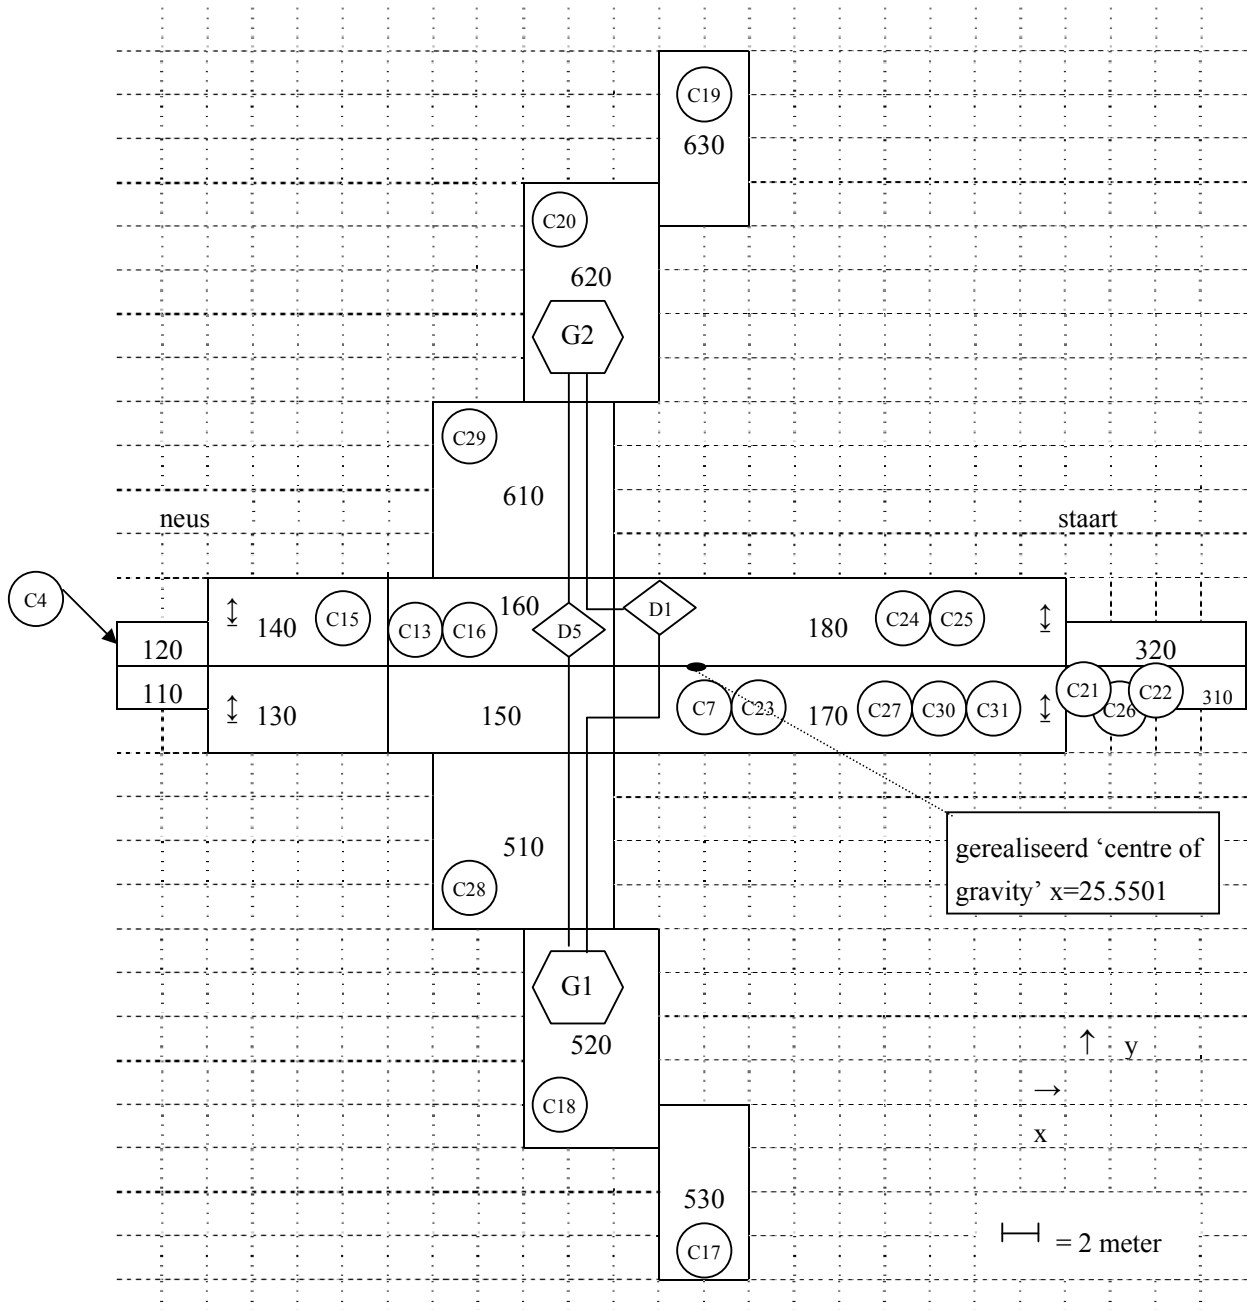 C19
630
C20
620
G2
C29
610
neus
staart
C4
140
C15
C13
C16
160
D5
D1
180
C24
C25
120
320
110
130
150
C7
C23
170
C27
C30
C31
C21
C26
C22
310
510
C28
gerealiseerd ‘centre of
gravity’ x=25.5501
G1
520
↑ y
→
x
C18
530
C17
= 2 meter